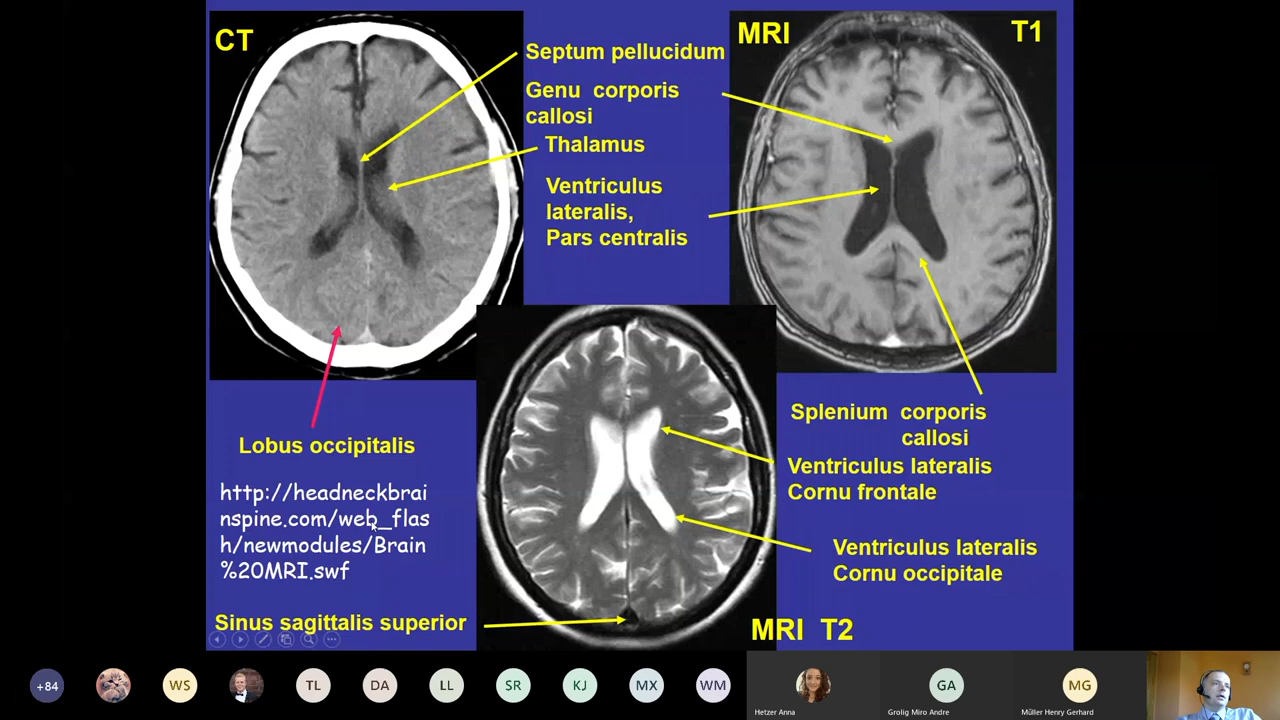 CT
MRI
T1
Septum pellucidum
Genu corporis
callosi
Thalamus
Ventriculus
lateralis,
Pars centralis
Splenium corporis
callosi
Ventriculus lateralis
Cornu frontale
Lobus occipitalis
http://headneckbrai
nspine.com/web_flas
h/newmodules/Brain
%20MRI.swf
Ventriculus lateralis
Cornu occipitale
Sinus sagittalis superior
MRI T2
+84
WS
TL
DA
LL
SR
KJ
MX
WM
GA
MG
Hetzer Anna
Grolig Miro Andre
Müller Henry Gerhard